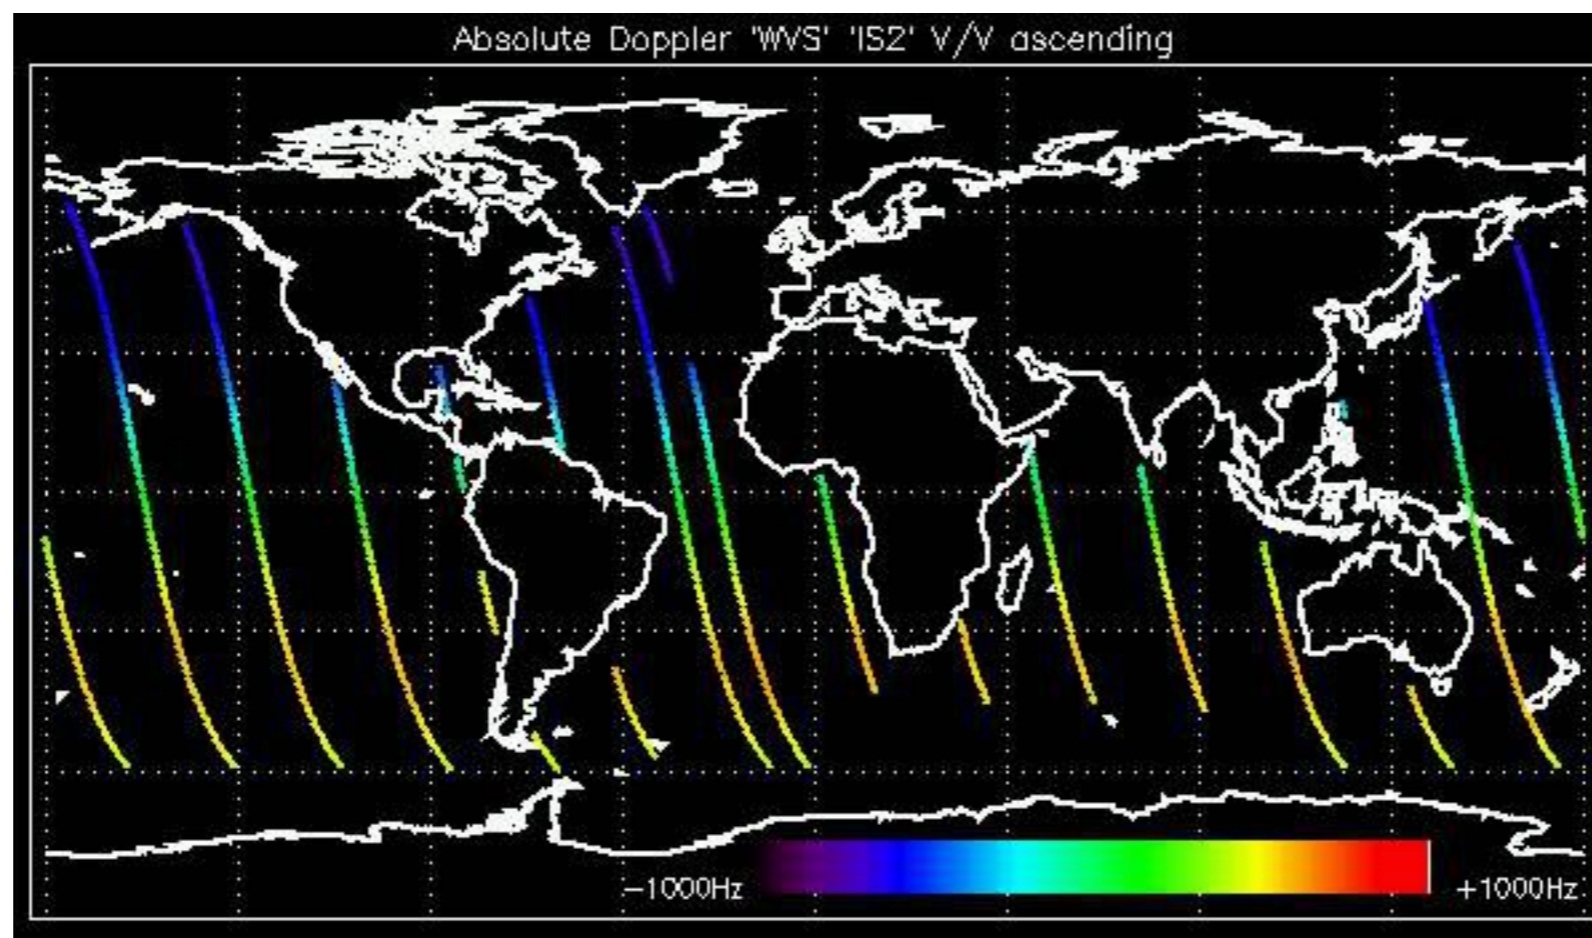 Absolute Doppler 'WVS' 'IS2' V/V ascending
−1000Hz
+1000Hz